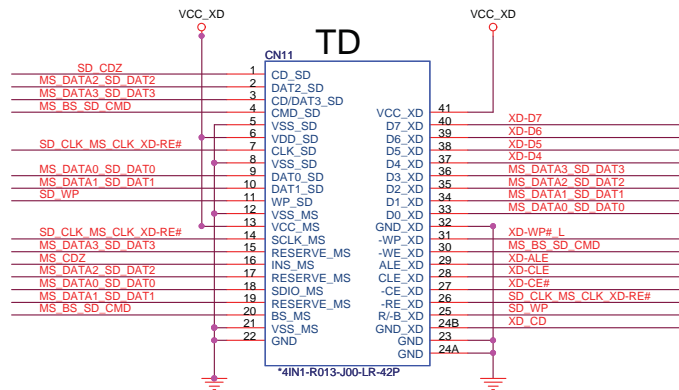 VCC_XD VCC_XD
TD
CN11
SD_CDZ 1 CD_SD
MS_DATA2_SD_DAT2 2 DAT2_SD
MS_DATA3_SD_DAT3 3 CD/DAT3_SD
MS_BS_SD_CMD 4 CMD_SD VCC_XD 41
5 VSS_SD D7_XD 40 XD-D7
6 VDD_SD D6_XD 39 XD-D6
SD_CLK_MS_CLK_XD-RE# 7 CLK_SD D5_XD 38 XD-D5
8 VSS_SD D4_XD 37 XD-D4
MS_DATA0_SD_DAT0 9 DAT0_SD D3_XD 36 MS_DATA3_SD_DAT3
MS_DATA1_SD_DAT1 10 DAT1_SD D2_XD 35 MS_DATA2_SD_DAT2
SD_WP 11 WP_SD D1_XD 34 MS_DATA1_SD_DAT1
12 VSS_MS D0_XD 33 MS_DATA0_SD_DAT0
13 VCC_MS GND_XD 32
SD_CLK_MS_CLK_XD-RE# 14 SCLK_MS -WP_XD 31 XD-WP#_L
MS_DATA3_SD_DAT3 15 RESERVE_MS -WE_XD 30 MS_BS_SD_CMD
MS_CDZ 16 INS_MS ALE_XD 29 XD-ALE
MS_DATA2_SD_DAT2 17 RESERVE_MS CLE_XD 28 XD-CLE
MS_DATA0_SD_DAT0 18 SDIO_MS -CE_XD 27 XD-CE#
MS_DATA1_SD_DAT1 19 RESERVE_MS -RE_XD 26 SD_CLK_MS_CLK_XD-RE#
MS_BS_SD_CMD 20 BS_MS R/-B_XD 25 SD_WP
21 VSS_MS GND_XD 24B XD_CD
22 GND GND 23
GND 24A
*4IN1-R013-J00-LR-42P